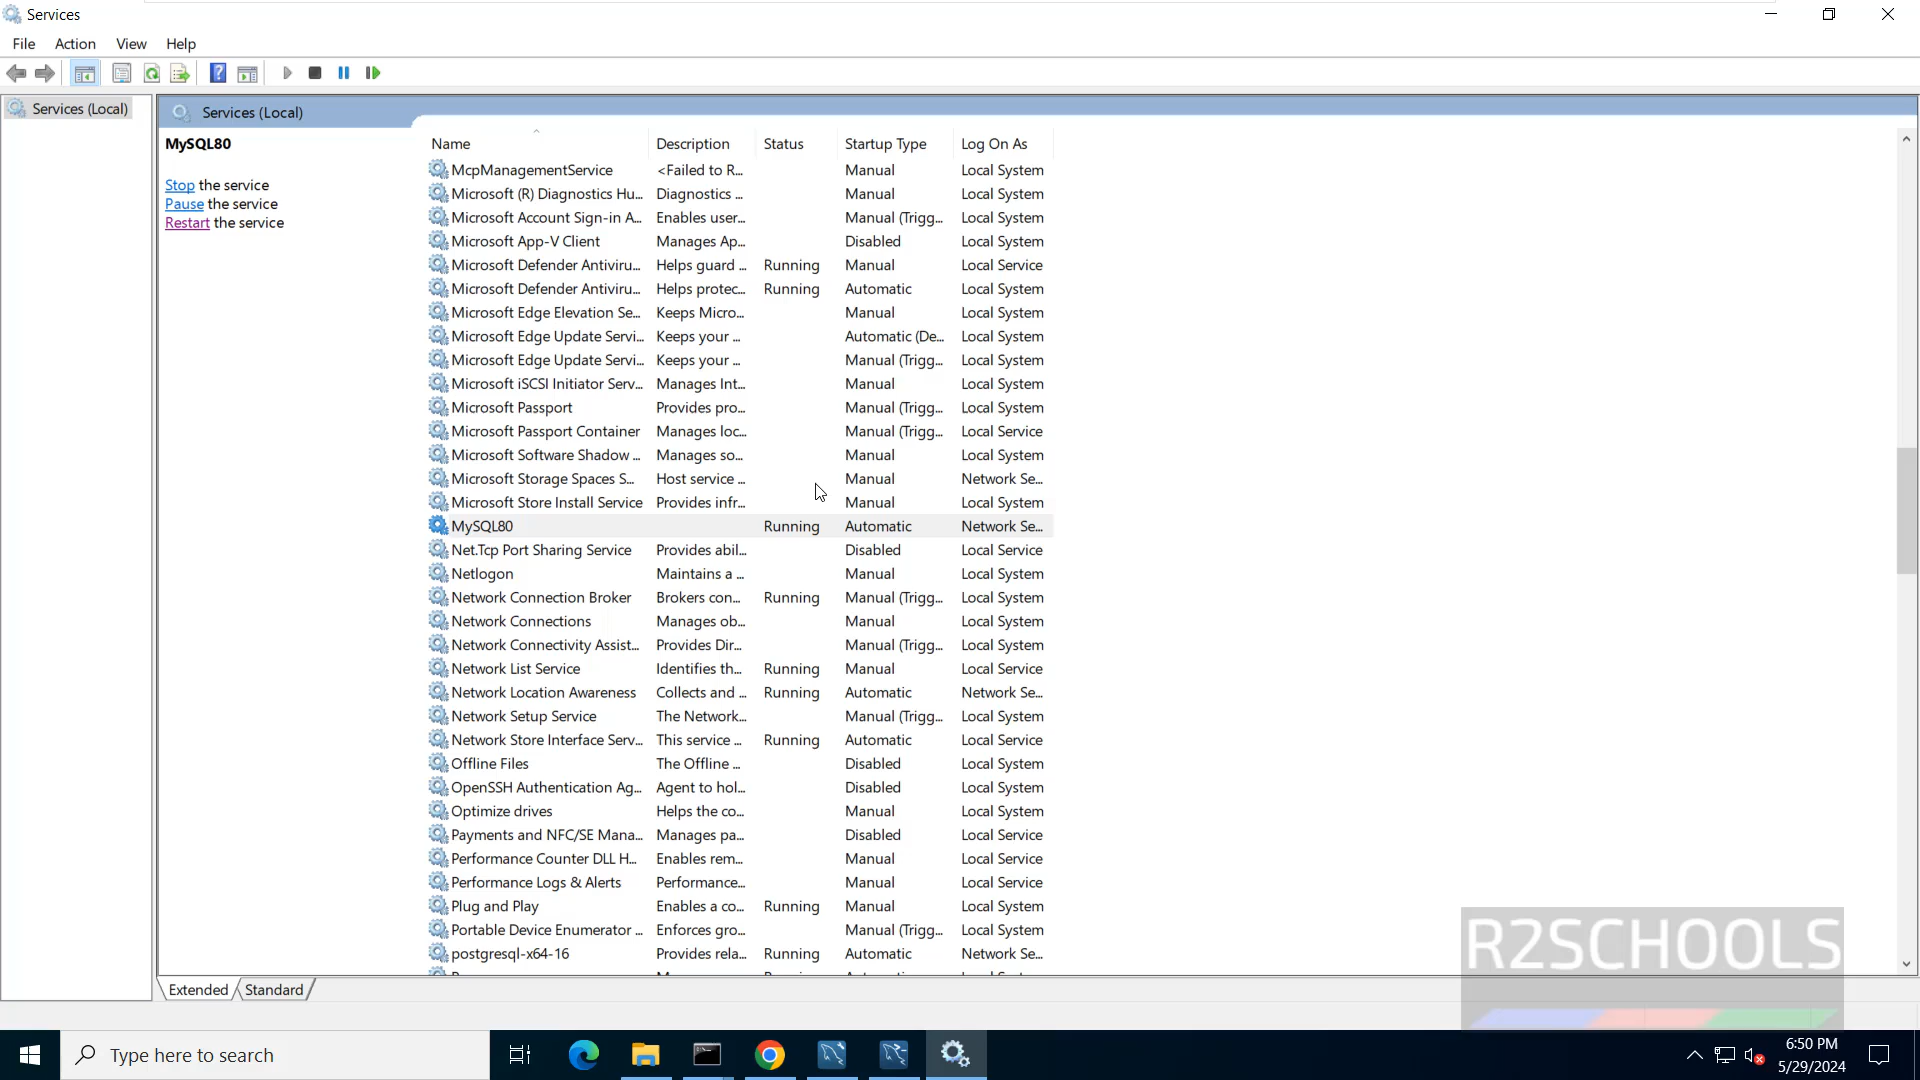 Services
File Action View Help
Services (Local)
Services (Local)
MySQL80
Stop the service
Pause the service
Restart the service
Name Description Status Startup Type Log On As
McpManagementService <Failed to R... Manual Local System
Microsoft (R) Diagnostics Hu... Diagnostics ... Manual Local System
Microsoft Account Sign-in A... Enables user... Manual (Trigg... Local System
Microsoft App-V Client Manages Ap... Disabled Local System
Microsoft Defender Antiviru... Helps guard ... Running Manual Local Service
Microsoft Defender Antiviru... Helps protec... Running Automatic Local System
Microsoft Edge Elevation Se... Keeps Micro... Manual Local System
Microsoft Edge Update Servi... Keeps your ... Automatic (De... Local System
Microsoft Edge Update Servi... Keeps your ... Manual (Trigg... Local System
Microsoft iSCSI Initiator Serv... Manages Int... Manual Local System
Microsoft Passport Provides pro... Manual (Trigg... Local System
Microsoft Passport Container Manages loc... Manual (Trigg... Local Service
Microsoft Software Shadow ... Manages so... Manual Local System
Microsoft Storage Spaces S... Host service ... Manual Network Se...
Microsoft Store Install Service Provides infr... Manual Local System
MySQL80 Running Automatic Network Se...
Net.Tcp Port Sharing Service Provides abil... Disabled Local Service
Netlogon Maintains a ... Manual Local System
Network Connection Broker Brokers con... Running Manual (Trigg... Local System
Network Connections Manages ob... Manual Local System
Network Connectivity Assist... Provides Dir... Manual (Trigg... Local System
Network List Service Identifies th... Running Manual Local Service
Network Location Awareness Collects and ... Running Automatic Network Se...
Network Setup Service The Network... Manual (Trigg... Local System
Network Store Interface Serv... This service ... Running Automatic Local Service
Offline Files The Offline ... Disabled Local System
OpenSSH Authentication Ag... Agent to hol... Disabled Local System
Optimize drives Helps the co... Manual Local System
Payments and NFC/SE Mana... Manages pa... Disabled Local Service
Performance Counter DLL H... Enables rem... Manual Local Service
Performance Logs & Alerts Performance... Manual Local Service
Plug and Play Enables a co... Running Manual Local System
Portable Device Enumerator ... Enforces gro... Manual (Trigg... Local System
postgresql-x64-16 Provides rela... Running Automatic Network Se...
Extended Standard
R2SCHOOLS
Type here to search
6:50 PM
5/29/2024